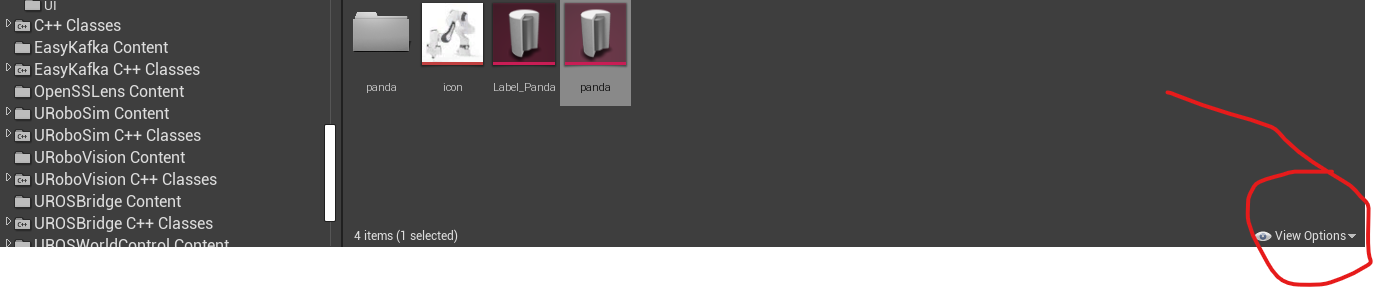 UI
C++ Classes
EasyKafka Content
EasyKafka C++ Classes
OpenSSLens Content
URoboSim Content
URoboSim C++ Classes
URoboVision Content
URoboVision C++ Classes
UROSBridge Content
UROSBridge C++ Classes
UROSWorldControl Content
panda
icon
Label_Panda
panda
4 items (1 selected)
View Options